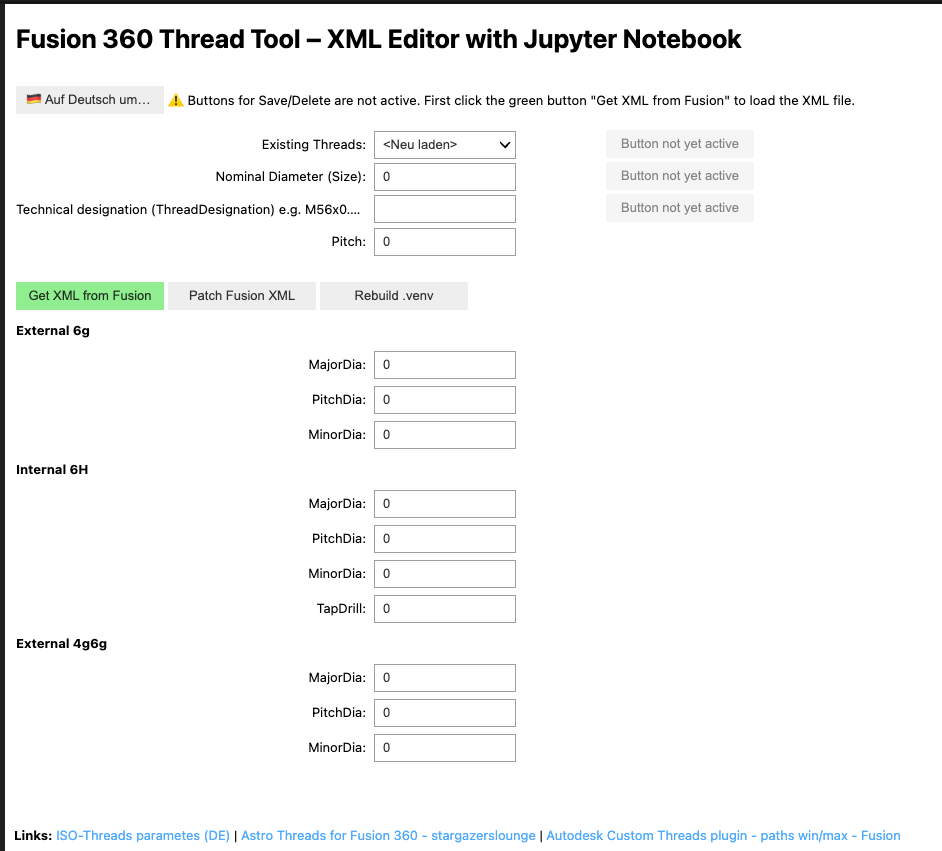 Fusion 360 Thread Tool – XML Editor with Jupyter Notebook
Auf Deutsch um… ⚠️ Buttons for Save/Delete are not active. First click the green button "Get XML from Fusion" to load the XML file.
Existing Threads: <Neu laden> Button not yet active
Nominal Diameter (Size): 0 Button not yet active
Technical designation (ThreadDesignation) e.g. M56x0.... Button not yet active
Pitch: 0
Get XML from Fusion Patch Fusion XML Rebuild .venv
External 6g
MajorDia: 0
PitchDia: 0
MinorDia: 0
Internal 6H
MajorDia: 0
PitchDia: 0
MinorDia: 0
TapDrill: 0
External 4g6g
MajorDia: 0
PitchDia: 0
MinorDia: 0
Links: ISO-Threads parametes (DE) | Astro Threads for Fusion 360 - stargazerslounge | Autodesk Custom Threads plugin - paths win/max - Fusion